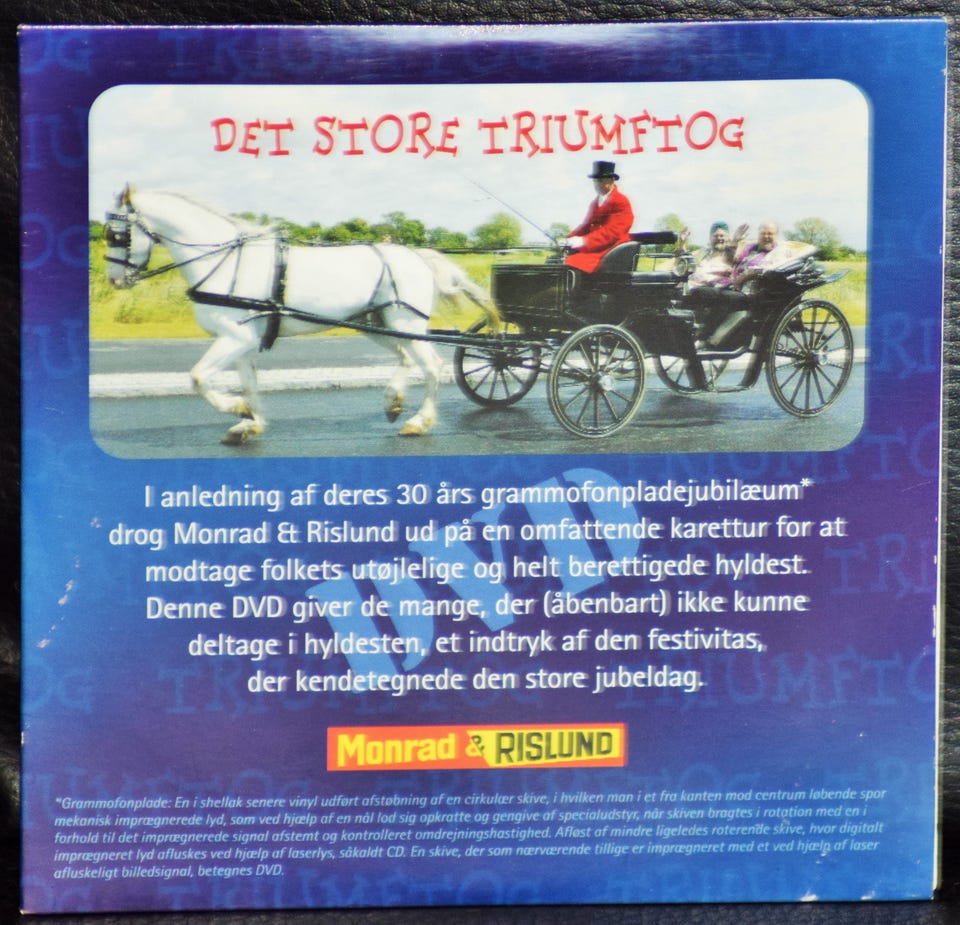 DET STORE TRIUMFTOG
I anledning af deres 30 års grammofonpladejubilæum*
drog Monrad & Rislund ud på en omfattende karettur for at
modtage folkets utøjlelige og helt berettigede hyldest.
Denne DVD giver de mange, der (åbenbart) ikke kunne
deltage i hyldesten, et indtryk af den festivitas,
der kendetegnede den store jubeldag.
DVD
Monrad & RISLUND
*Grammofonplade: En i shellak senere vinyl udført afstøbning af en cirkulær skive, i hvilken man i et fra kanten mod centrum løbende spor
mekanisk imprægnerede lyd, som ved hjælp af en nål lod sig opkratte og gengive af specialudstyr, når skiven bragtes i rotation med en i
forhold til det imprægnerede signal afstemt og kontrolleret omdrejningshastighed. Afløst af mindre ligeledes roterende skive, hvor digitalt
imprægneret lyd afluskes ved hjælp af laserlys, såkaldt CD. En skive, der som nærværende tillige er imprægneret med et ved hjælp af laser
afluskeligt billedsignal, betegnes DVD.